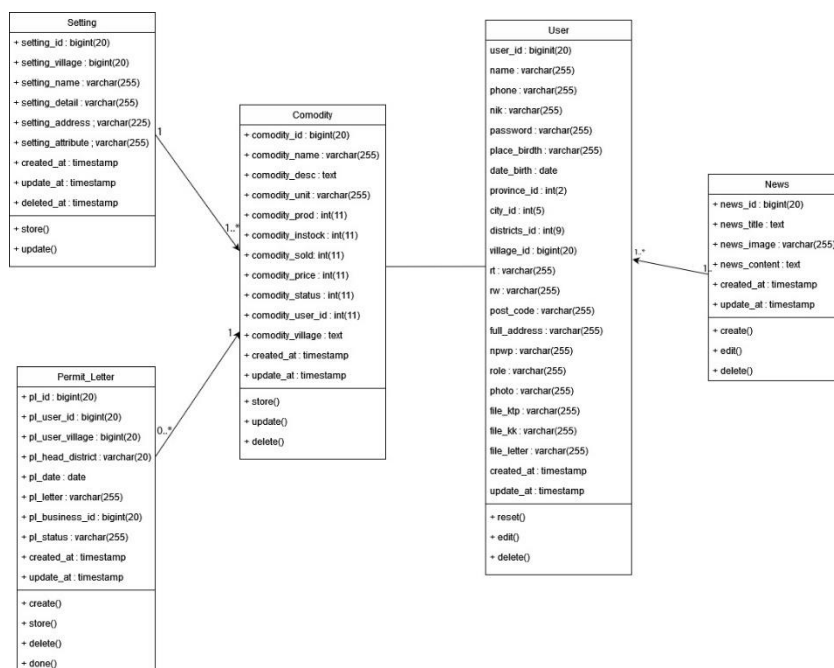 Setting
+ setting_id : bigint(20)
+ setting_village : bigint(20)
+ setting_name : varchar(255)
+ setting_detail : varchar(255)
+ setting_address ; varchar(225)
+ setting_attribute ; varchar(255)
+ created_at : timestamp
+ update_at : timestamp
+ deleted_at : timestamp
+ store()
+ update()
1
1..*
Comodity
+ comodity_id : bigint(20)
+ comodity_name : varchar(255)
+ comodity_desc : text
+ comodity_unit : varchar(255)
+ comodity_prod : int(11)
+ comodity_instock : int(11)
+ comodity_sold : int(11)
+ comodity_price : int(11)
+ comodity_status : int(11)
+ comodity_user_id : int(11)
+ comodity_village : text
+ created_at : timestamp
+ update_at : timestamp
+ store()
+ update()
+ delete()
1
0..*
Permit_Letter
+ pl_id : bigint(20)
+ pl_user_id : bigint(20)
+ pl_user_village : bigint(20)
+ pl_head_district : varchar(20)
+ pl_date : date
+ pl_letter : varchar(255)
+ pl_business_id : bigint(20)
+ pl_status : varchar(255)
+ created_at : timestamp
+ update_at : timestamp
+ create()
+ store()
+ delete()
+ done()
User
user_id : biginit(20)
name : varchar(255)
phone : varchar(255)
nik : varchar(255)
password : varchar(255)
place_birdth : varchar(255)
date_birth : date
province_id : int(2)
city_id : int(5)
districts_id : int(9)
village_id : bigint(20)
rt : varchar(255)
rw : varchar(255)
post_code : varchar(255)
full_address : varchar(255)
npwp : varchar(255)
role : varchar(255)
photo : varchar(255)
file_ktp : varchar(255)
file_kk : varchar(255)
file_letter : varchar(255)
created_at : timestamp
update_at : timestamp
+ reset()
+ edit()
+ delete()
1..*
1..
News
+ news_id : bigint(20)
+ news_title : text
+ news_image : varchar(255)
+ news_content : text
+ created_at : timestamp
+ update_at : timestamp
+ create()
+ edit()
+ delete()